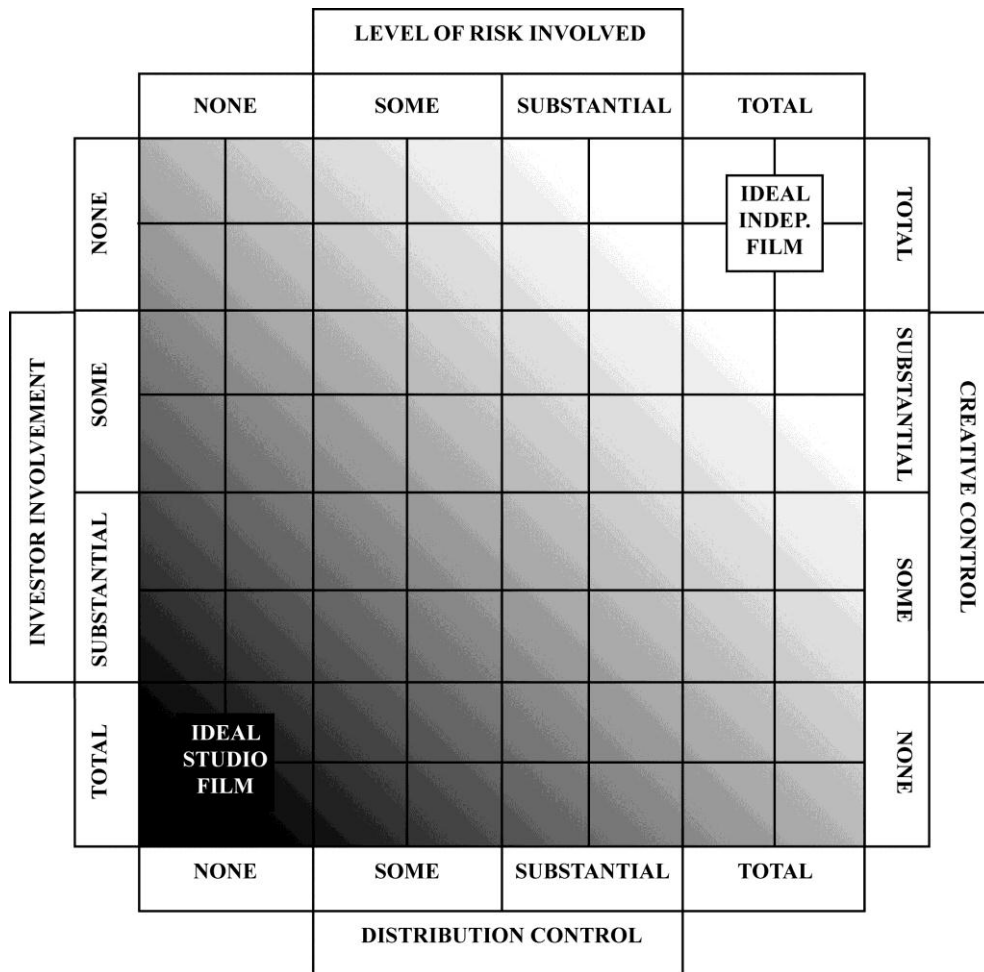 LEVEL OF RISK INVOLVED
NONE
SOME
SUBSTANTIAL
TOTAL
INVESTOR INVOLVEMENT
NONE
SOME
SUBSTANTIAL
TOTAL
IDEAL
INDEP.
FILM
IDEAL
STUDIO
FILM
TOTAL
SUBSTANTIAL
SOME
NONE
CREATIVE CONTROL
NONE
SOME
SUBSTANTIAL
TOTAL
DISTRIBUTION CONTROL